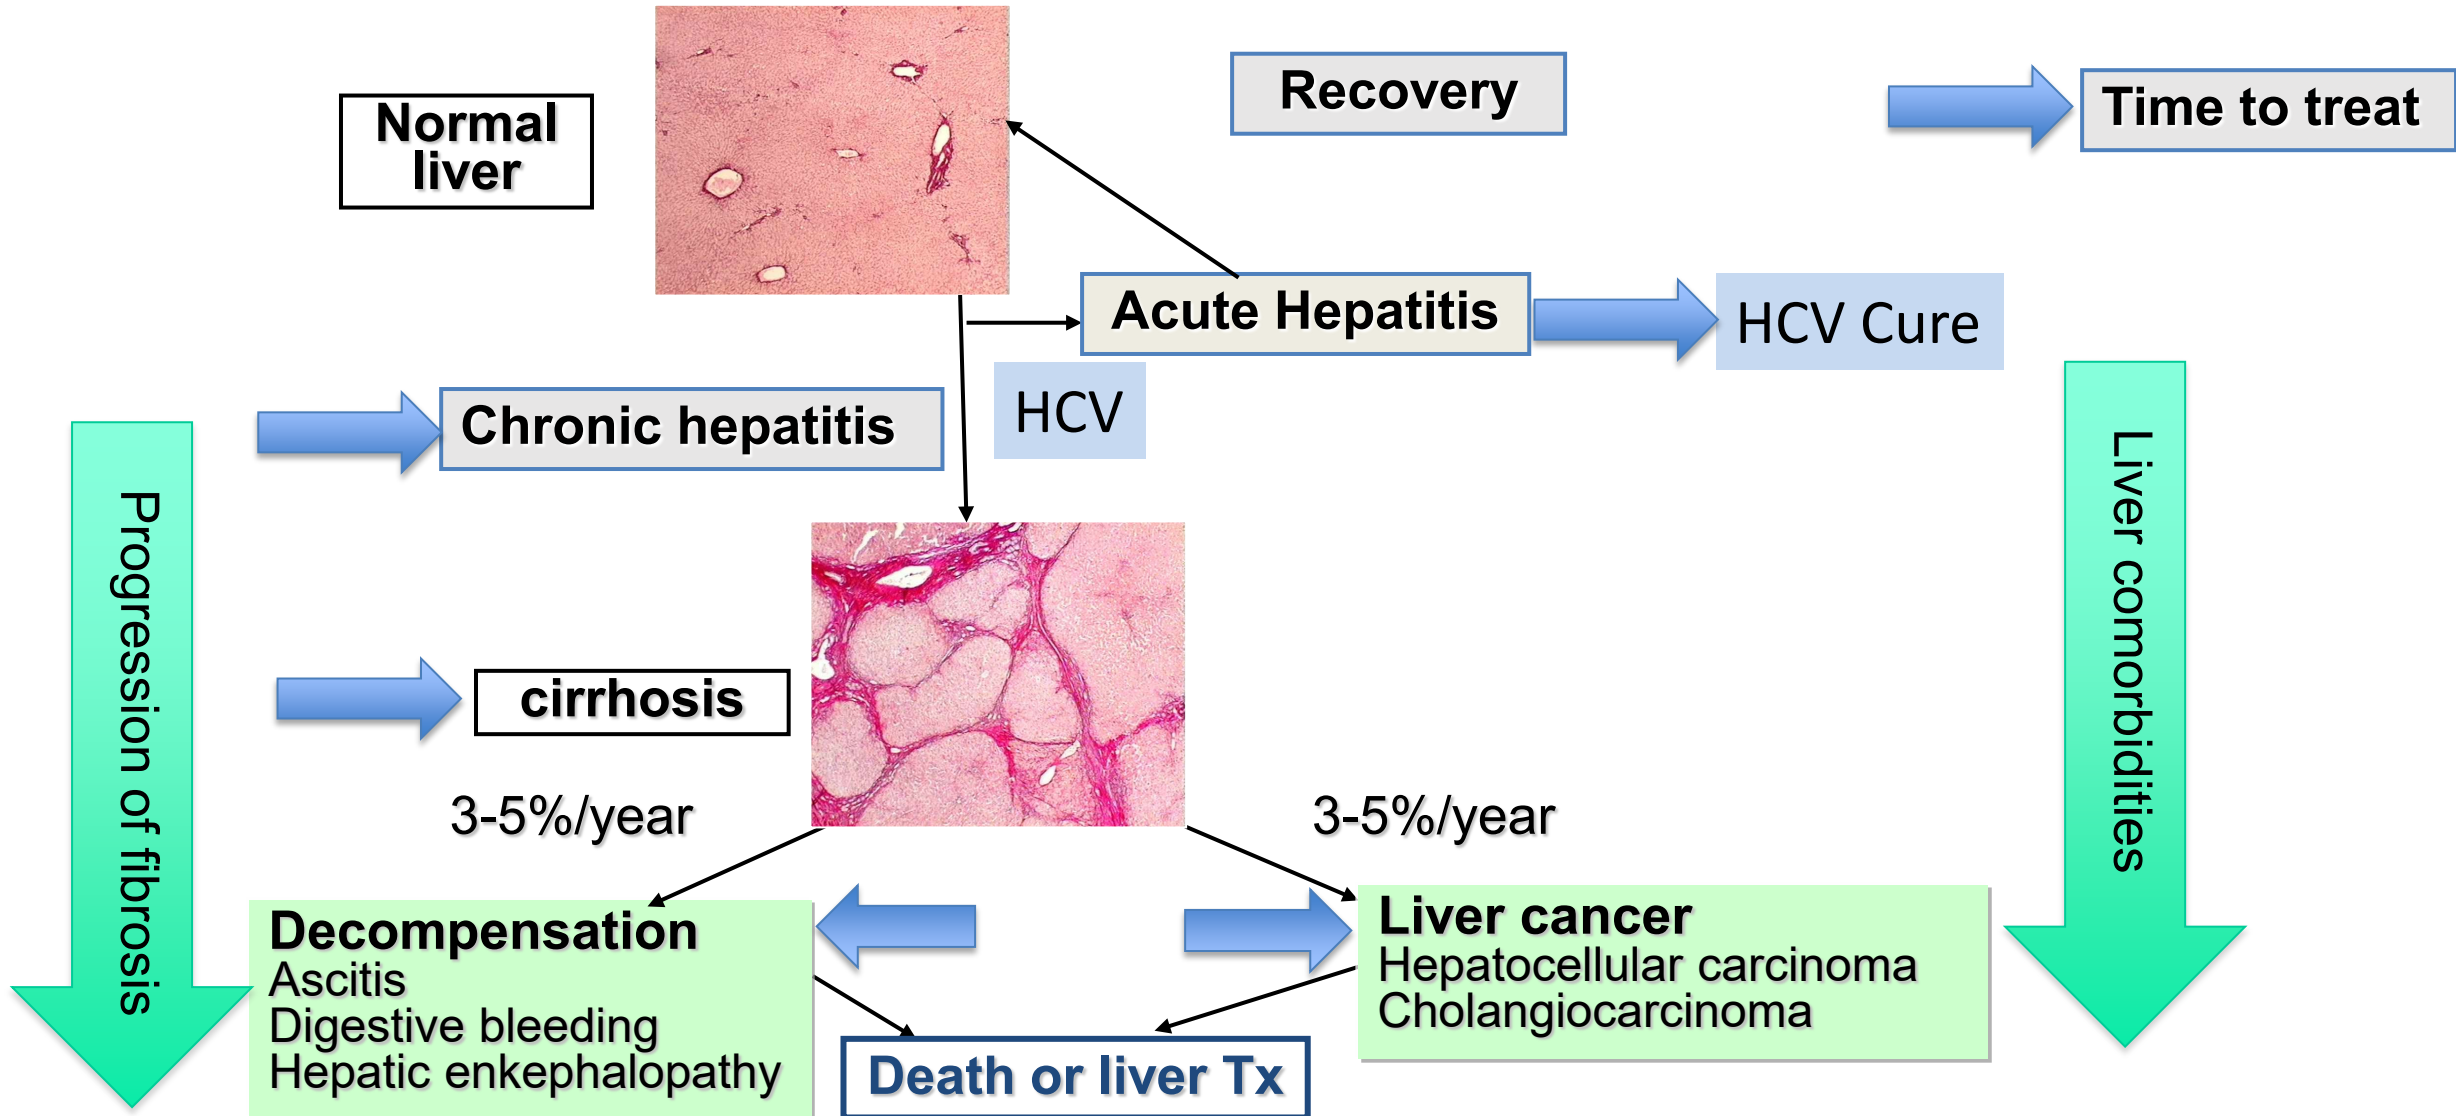 Normal
liver
Recovery
Time to treat
Acute Hepatitis
HCV Cure
Chronic hepatitis
HCV
Progression of fibrosis
Liver comorbidities
cirrhosis
3-5%/year
3-5%/year
Decompensation
Ascitis
Digestive bleeding
Hepatic enkephalopathy
Liver cancer
Hepatocellular carcinoma
Cholangiocarcinoma
Death or liver Tx